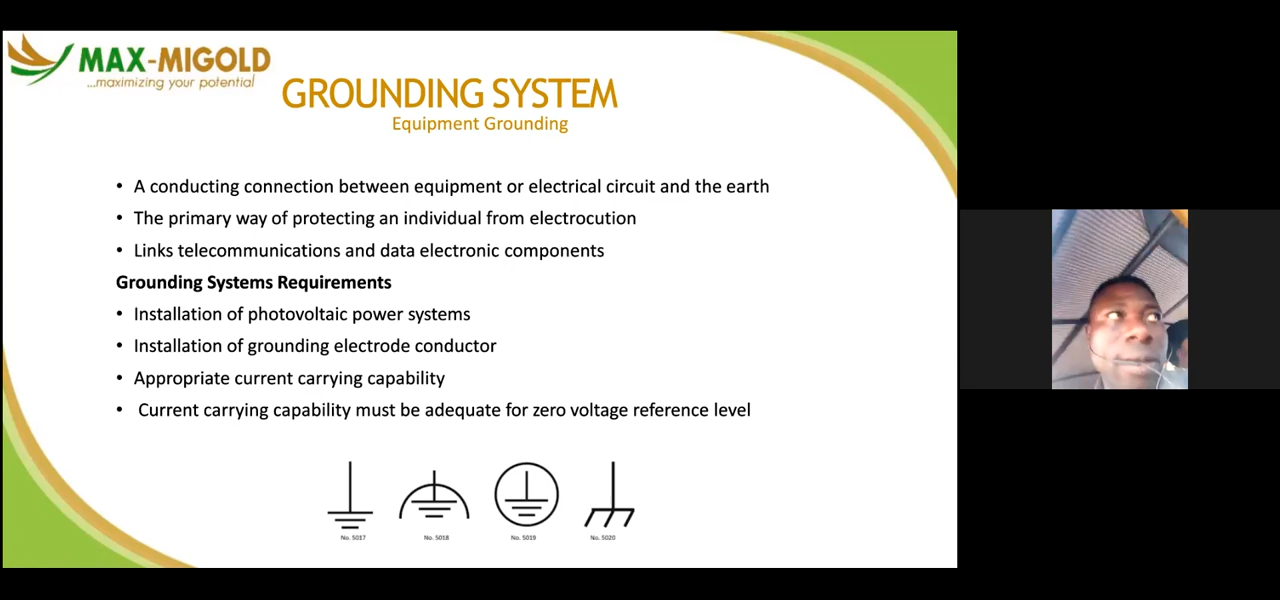 MAX-MIGOLD
...maximizing your potential
GROUNDING SYSTEM
Equipment Grounding
• A conducting connection between equipment or electrical circuit and the earth
• The primary way of protecting an individual from electrocution
• Links telecommunications and data electronic components
Grounding Systems Requirements
• Installation of photovoltaic power systems
• Installation of grounding electrode conductor
• Appropriate current carrying capability
• Current carrying capability must be adequate for zero voltage reference level
No. 5017
No. 5018
No. 5019
No. 5020